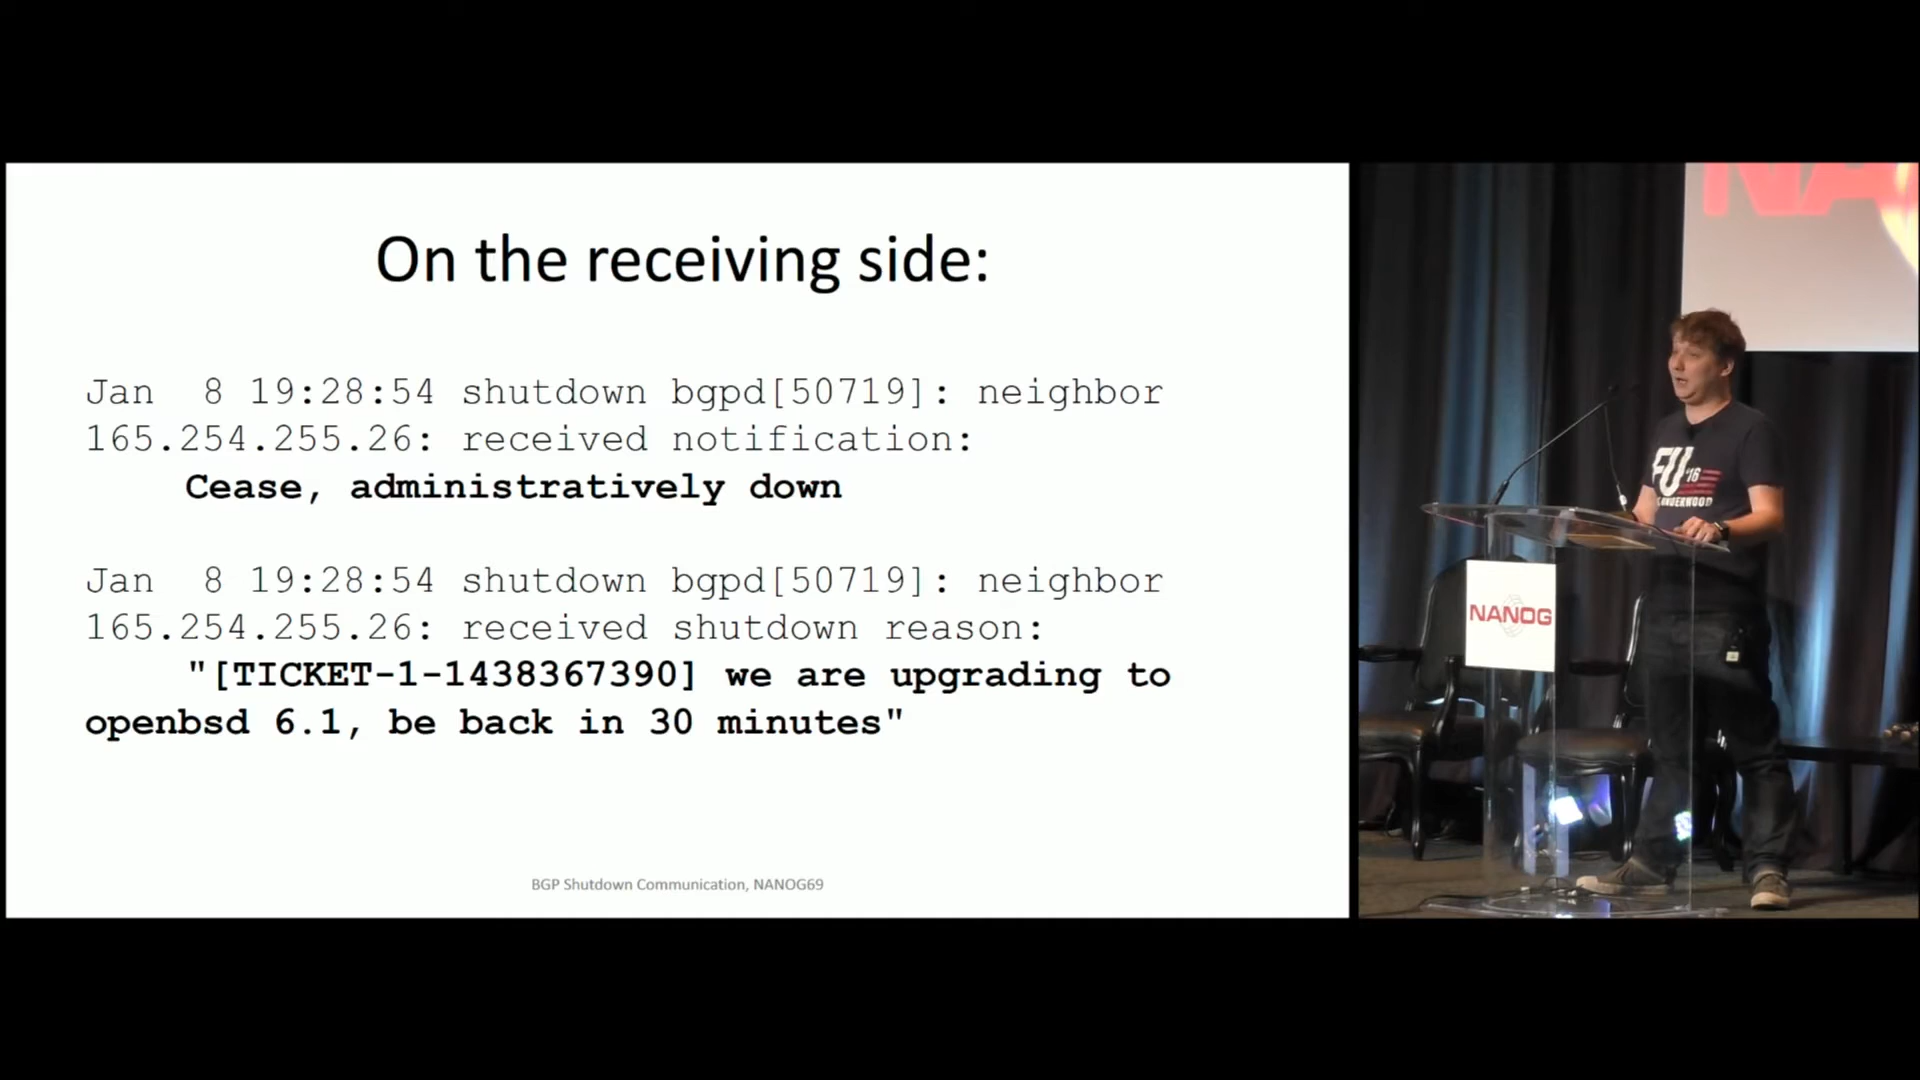 On the receiving side:
Jan  8 19:28:54 shutdown bgpd[50719]: neighbor
165.254.255.26: received notification:
Cease, administratively down
Jan  8 19:28:54 shutdown bgpd[50719]: neighbor
165.254.255.26: received shutdown reason:
"[TICKET-1-1438367390] we are upgrading to
openbsd 6.1, be back in 30 minutes"
BGP Shutdown Communication, NANOG69
FU '16
NANOG